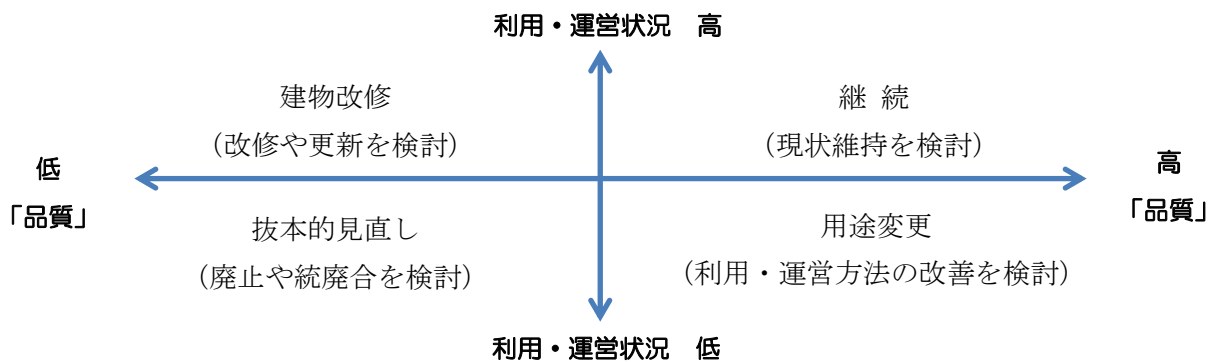 利用・運営状況　高
建物改修
（改修や更新を検討）
継 続
（現状維持を検討）
低
「品質」
高
「品質」
抜本的見直し
（廃止や統廃合を検討）
用途変更
（利用・運営方法の改善を検討）
利用・運営状況　低